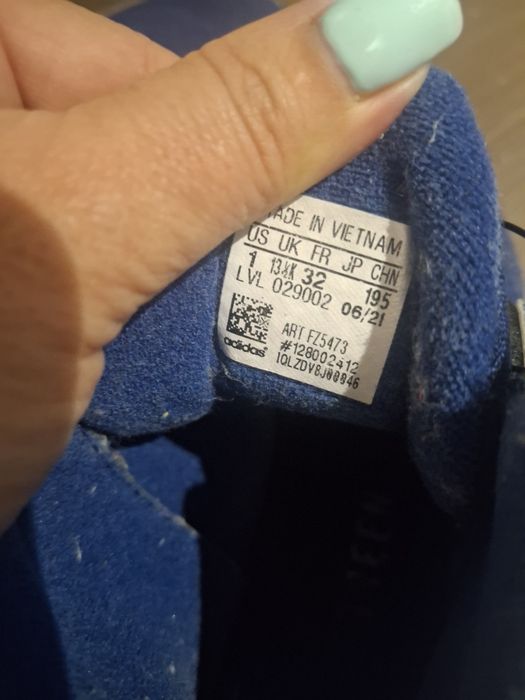 MADE IN VIETNAM
US UK FR JP CHN
1 13½K 32 195
LVL 029002 06/21
adidas
ART FZ5473
#128002412